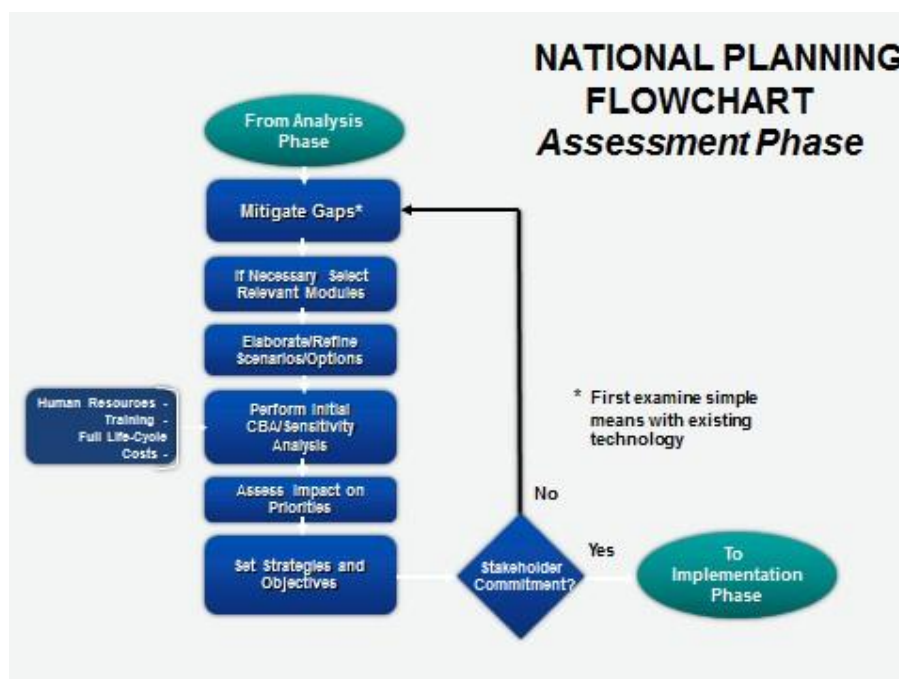 NATIONAL PLANNING
FLOWCHART
Assessment Phase
From Analysis
Phase
Mitigate Gaps*
If Necessary Select
Relevant Modules
Elaborate/Refine
Scenarios/Options
Human Resources -
Training -
Full Life-Cycle
Costs -
Perform Initial
CBA/Sensitivity
Analysis
* First examine simple
means with existing
technology
Assess Impact on
Priorities
No
Set Strategies and
Objectives
Stakeholder
Commitment?
Yes
To
Implementation
Phase